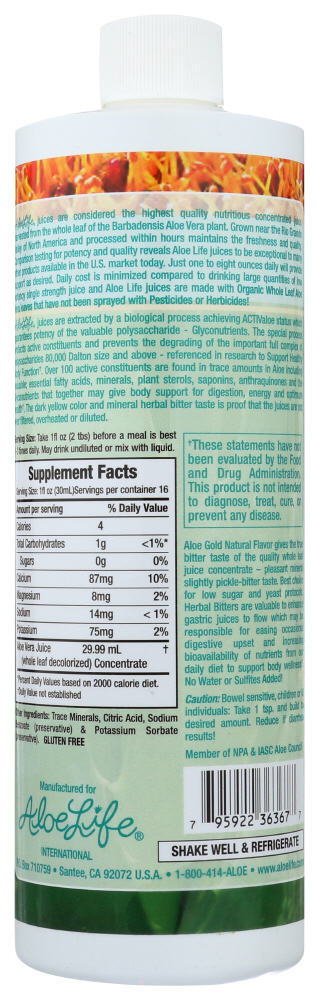 juices are considered the highest quality nutritious concentrated
from the whole leaf of the Barbadensis Aloe Vera plant. Grown near the Rio Grande
of North America and processed within hours maintains the freshness and quality.
testing for potency and quality reveals Aloe Life juices to be exceptional to many
products available in the U.S. market today. Just one to eight ounces daily will provide
as desired. Daily cost is minimized compared to drinking large quantities of low
single strength juice and Aloe Life juices are made with Organic Whole Leaf Aloe
leaves that have not been sprayed with Pesticides or Herbicides!
juices are extracted by a biological process achieving ACTIValoe status which
potency of the valuable polysaccharide - Glyconutrients. The special process
active constituents and prevents the degrading of the important full complex of
80,000 Dalton size and above - referenced in research to Support Healthy
Function*. Over 100 active constituents are found in trace amounts in Aloe including
essential fatty acids, minerals, plant sterols, saponins, anthraquinones and
that together may give body support for digestion, energy and optimum
The dark yellow color and mineral herbal bitter taste is proof that the juices are not
filtered, overheated or diluted.
Serving Size: Take 1fl oz (2 tbs) before a meal is best
times daily. May drink undiluted or mix with liquid.
Supplement Facts
Serving Size: 1fl oz (30mL)Servings per container 16
Amount per serving % Daily Value
Calories 4
Total Carbohydrates 1g <1%*
Sugars 0g 0%
Calcium 87mg 10%
Magnesium 8mg 2%
Sodium 14mg < 1%
Potassium 75mg 2%
Aloe Vera Juice 29.99 mL †
(whole leaf decolorized) Concentrate
*Percent Daily Values based on 2000 calorie diet.
†Daily Value not established
Other Ingredients: Trace Minerals, Citric Acid, Sodium
Benzoate (preservative) & Potassium Sorbate
(preservative). GLUTEN FREE
*These statements have not
been evaluated by the Food
and Drug Administration.
This product is not intended
to diagnose, treat, cure, or
prevent any disease.
Aloe Gold Natural Flavor gives the true
bitter taste of the quality whole leaf
juice concentrate – pleasant mineral
slightly pickle-bitter taste. Best choice
for low sugar and yeast protocols.
Herbal Bitters are valuable to enhance
gastric juices to flow which may be
responsible for easing occasional
digestive upset and increasing
bioavailability of nutrients from our
daily diet to support body wellness*
No Water or Sulfites Added!
Caution: Bowel sensitive, children or
individuals: Take 1 tsp. and build to
desired amount. Reduce if diarrhea
results!
Member of NPA & IASC Aloe Council
Manufactured for
AloeLife®
INTERNATIONAL
P.O. Box 710759 • Santee, CA 92072 U.S.A. • 1-800-414-ALOE • www.aloelife.com
7 95922 36367 7
SHAKE WELL & REFRIGERATE